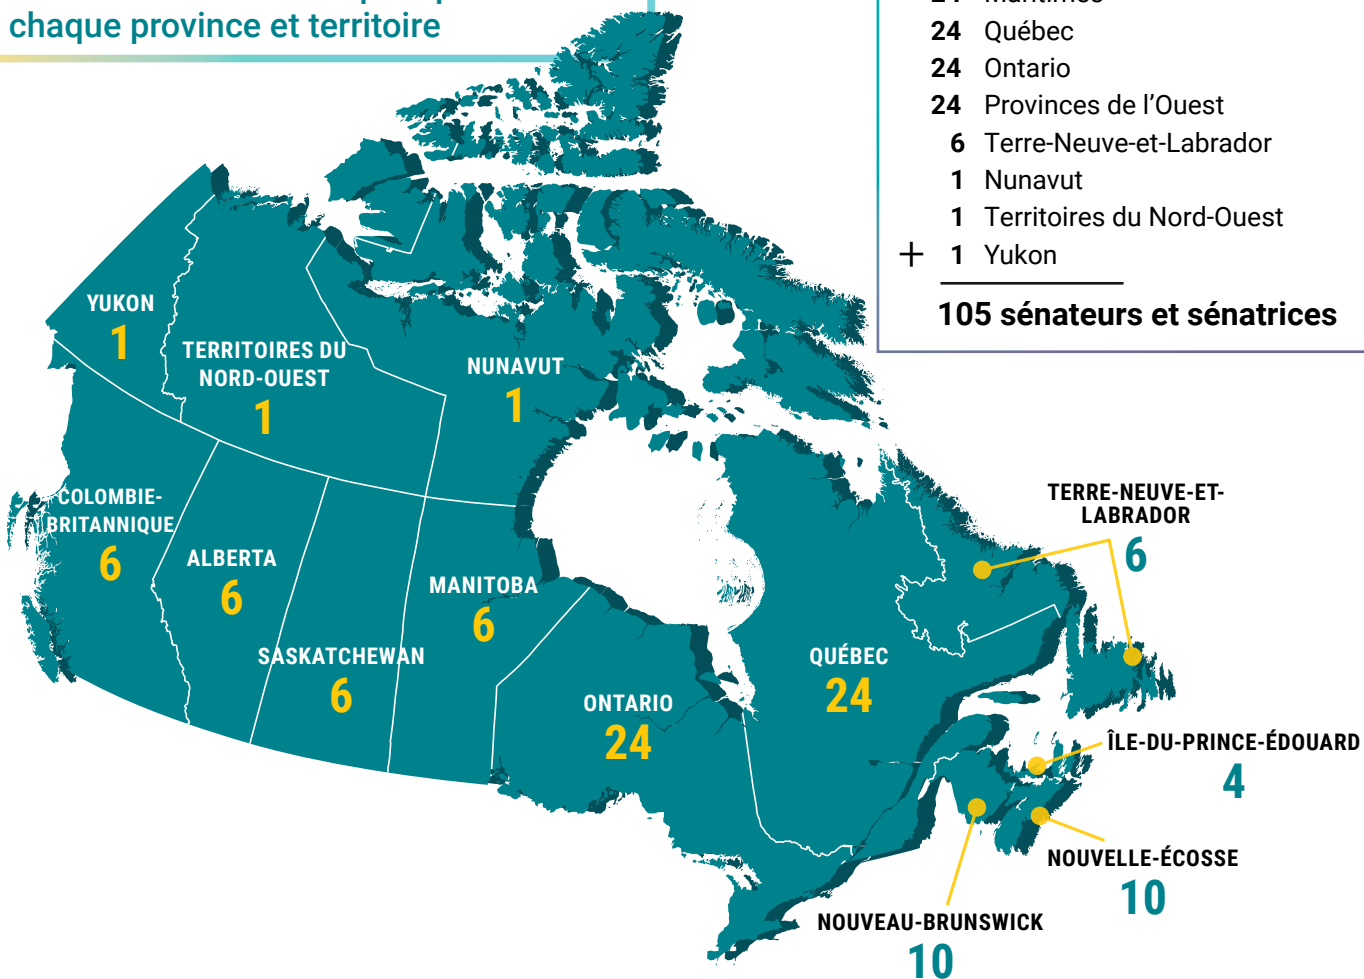 chaque province et territoire
24 Maritimes
24 Québec
24 Ontario
24 Provinces de l’Ouest
6 Terre-Neuve-et-Labrador
1 Nunavut
1 Territoires du Nord-Ouest
+ 1 Yukon
105 sénateurs et sénatrices
YUKON
1
TERRITOIRES DU
NORD-OUEST
1
NUNAVUT
1
COLOMBIE-
BRITANNIQUE
6
ALBERTA
6
SASKATCHEWAN
6
MANITOBA
6
ONTARIO
24
QUÉBEC
24
TERRE-NEUVE-ET-
LABRADOR
6
ÎLE-DU-PRINCE-ÉDOUARD
4
NOUVELLE-ÉCOSSE
10
NOUVEAU-BRUNSWICK
10